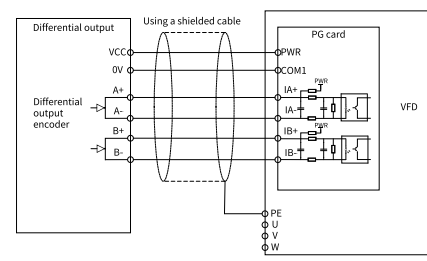 Differential output
Using a shielded cable
PG card
VCC
PWR
0V
COM1
A+
IA+
PWR
A-
IA-
Differential
output
encoder
VFD
B+
IB+
PWR
B-
IB-
PE
U
V
W